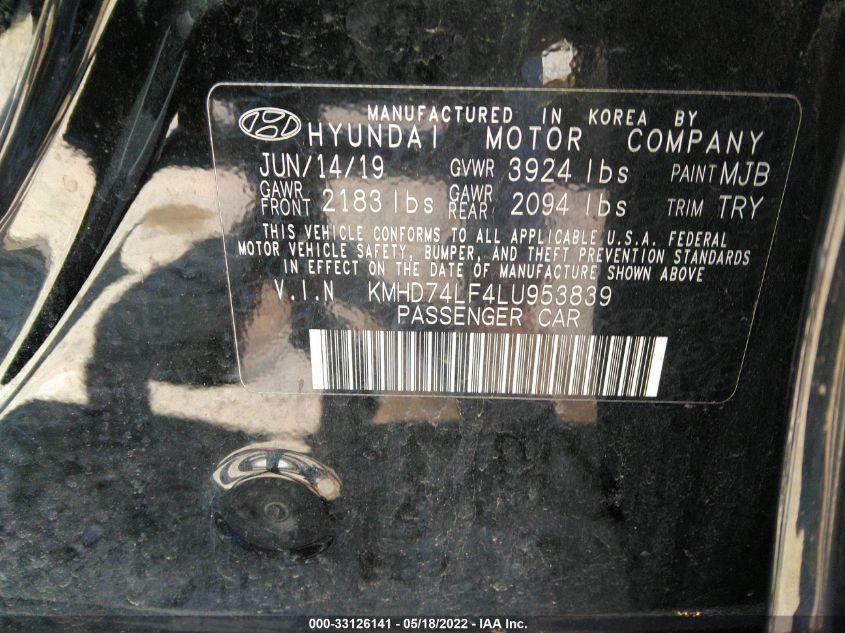 MANUFACTURED IN KOREA BY
HYUNDAI MOTOR COMPANY
JUN/14/19 GVWR 3924 lbs PAINT MJB
GAWR FRONT 2183 lbs GAWR REAR 2094 lbs TRIM TRY
THIS VEHICLE CONFORMS TO ALL APPLICABLE U.S.A. FEDERAL
MOTOR VEHICLE SAFETY, BUMPER, AND THEFT PREVENTION STANDARDS
IN EFFECT ON THE DATE OF MANUFACTURE SHOWN ABOVE
V.I.N KMHD74LF4LU953839
PASSENGER CAR
000-33126141 - 05/18/2022 - IAA Inc.